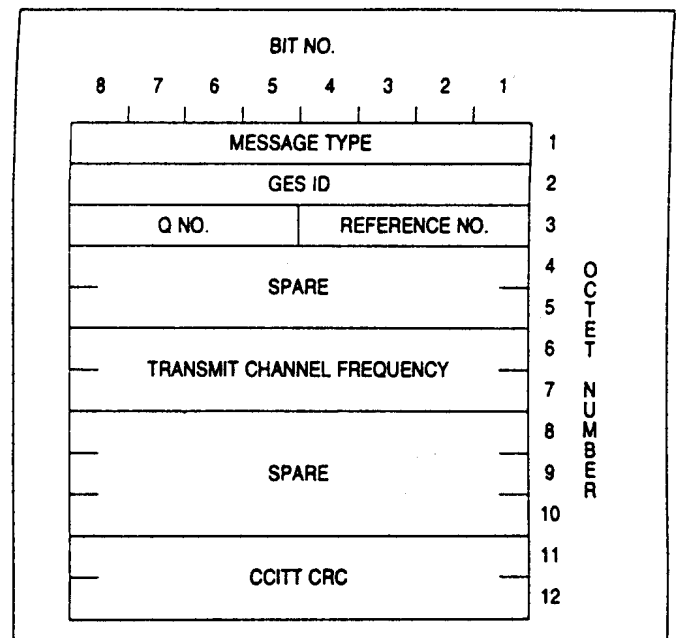 BIT NO.
8 7 6 5 4 3 2 1
MESSAGE TYPE 1
GES ID 2
Q NO. REFERENCE NO. 3
4
SPARE
5
6
TRANSMIT CHANNEL FREQUENCY
7
8
SPARE 9
10
11
CCITT CRC
12
OCTET NUMBER